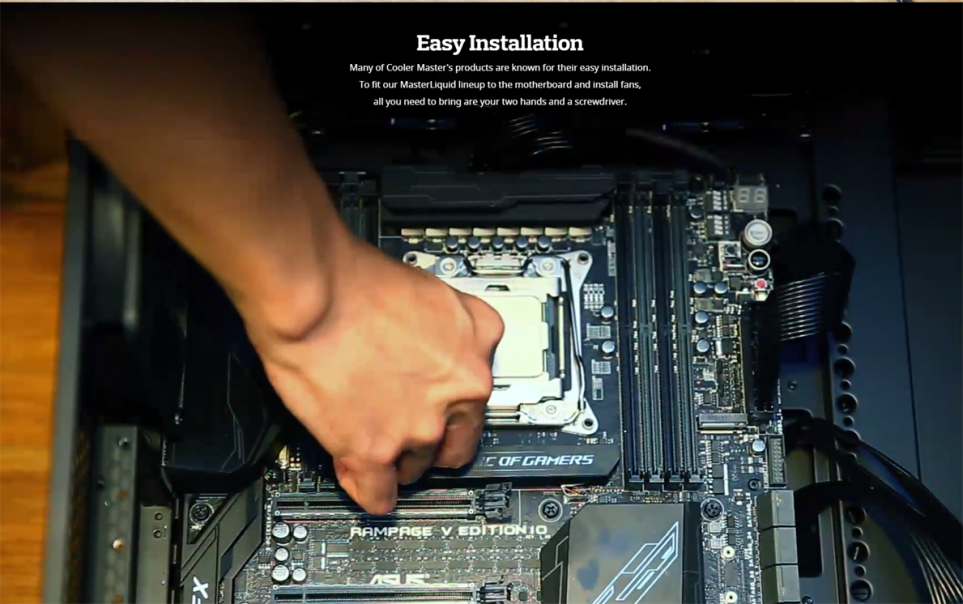 Easy Installation
Many of Cooler Master's products are known for their easy installation.
To fit our MasterLiquid lineup to the motherboard and install fans,
all you need to bring are your two hands and a screwdriver.
88
C OF GAMERS
RAMPAGE V EDITION 10
ASUS